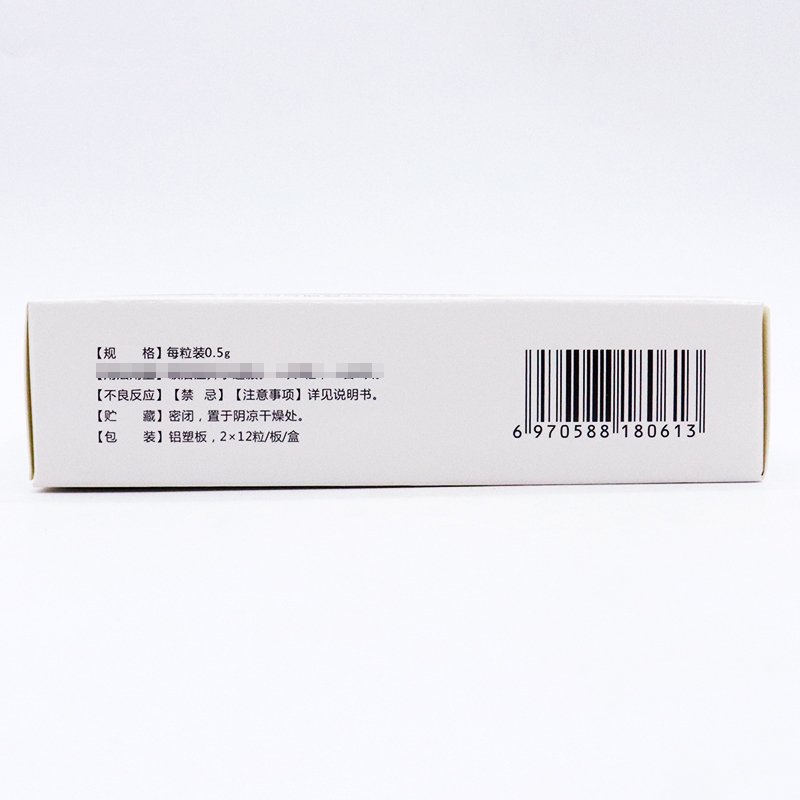 【规　　格】每粒装0.5g
【不良反应】【禁　忌】【注意事项】详见说明书。
【贮　　藏】密闭，置于阴凉干燥处。
【包　　装】铝塑板，2×12粒/板/盒
6 970588 180613